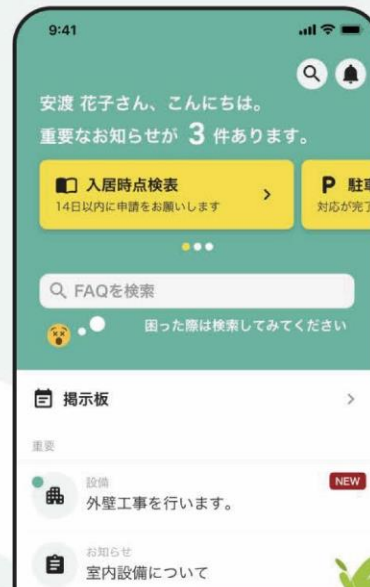 9:41
安渡 花子さん、こんにちは。
重要なお知らせが 3 件あります。
入居時点検表
14日以内に申請をお願いします
P 駐車
対応が完了
FAQを検索
困った際は検索してみてください
掲示板
重要
設備
NEW
外壁工事を行います。
お知らせ
室内設備について